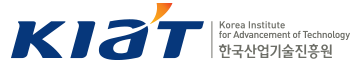 KIAT
Korea Institute
for Advancement of Technology
한국산업기술진흥원